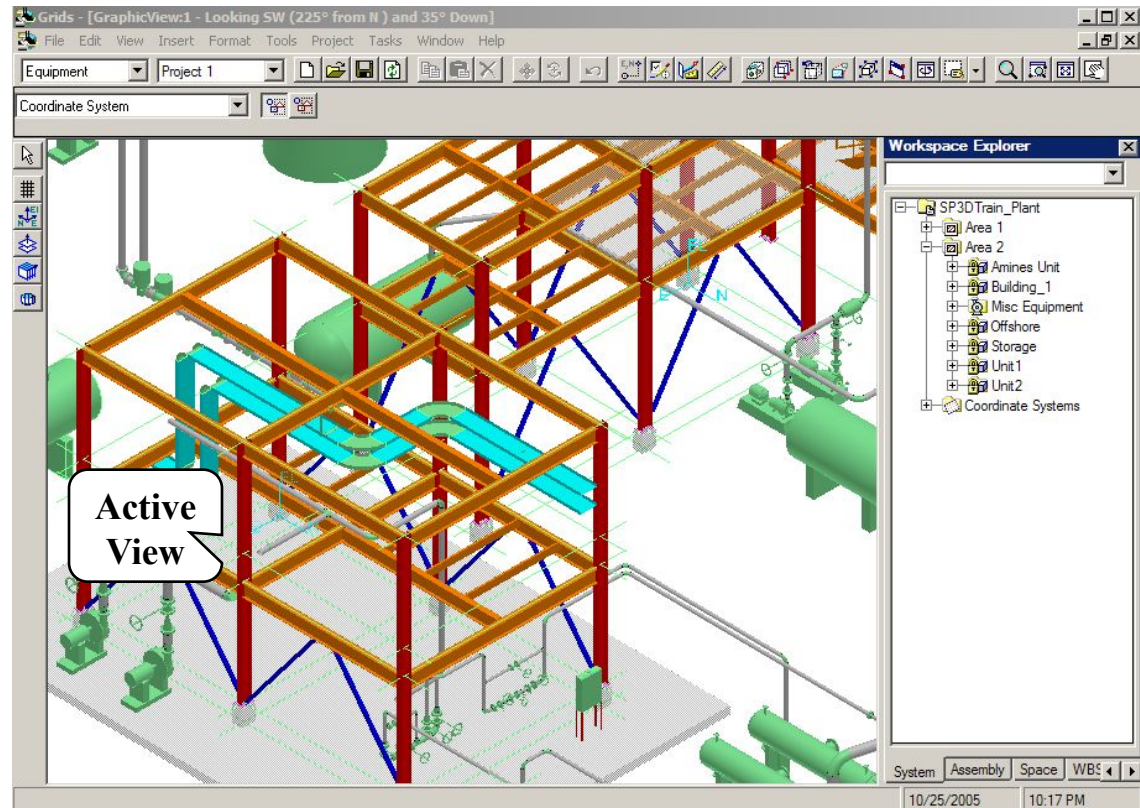 Grids - [GraphicView:1 - Looking SW (225° from N ) and 35° Down]
File Edit View Insert Format Tools Project Tasks Window Help
Equipment Project 1
Coordinate System
Workspace Explorer
SP3DTrain_Plant
Area 1
Area 2
Amines Unit
Building_1
Misc Equipment
Offshore
Storage
Unit1
Unit2
Coordinate Systems
EL
E N
EL
Active
View
System Assembly Space WBS
10/25/2005 10:17 PM